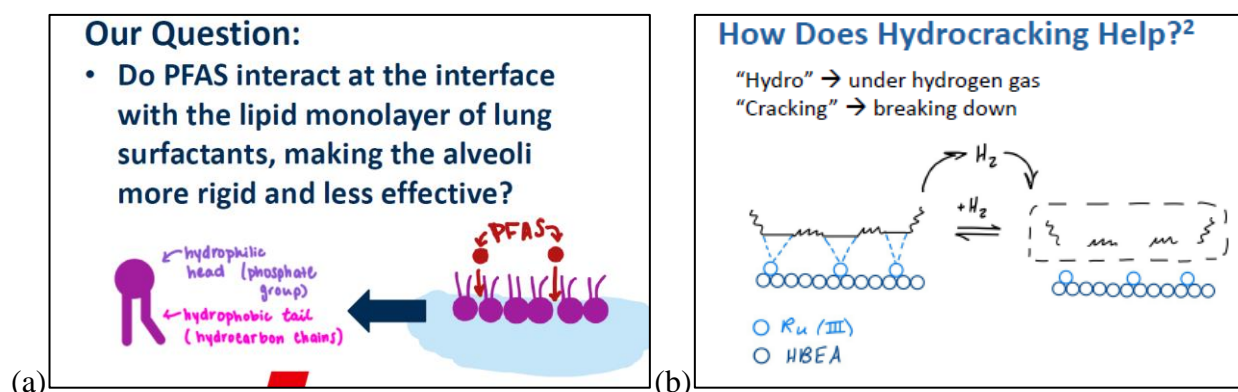 Our Question:
• Do PFAS interact at the interface
with the lipid monolayer of lung
surfactants, making the alveoli
more rigid and less effective?
PFAS
hydrophilic
head (phosphate
group)
hydrophobic tail
(hydrocarbon chains)
(a)
How Does Hydrocracking Help?²
“Hydro” → under hydrogen gas
“Cracking” → breaking down
H₂
+H₂
Ru (III)
HBEA
(b)